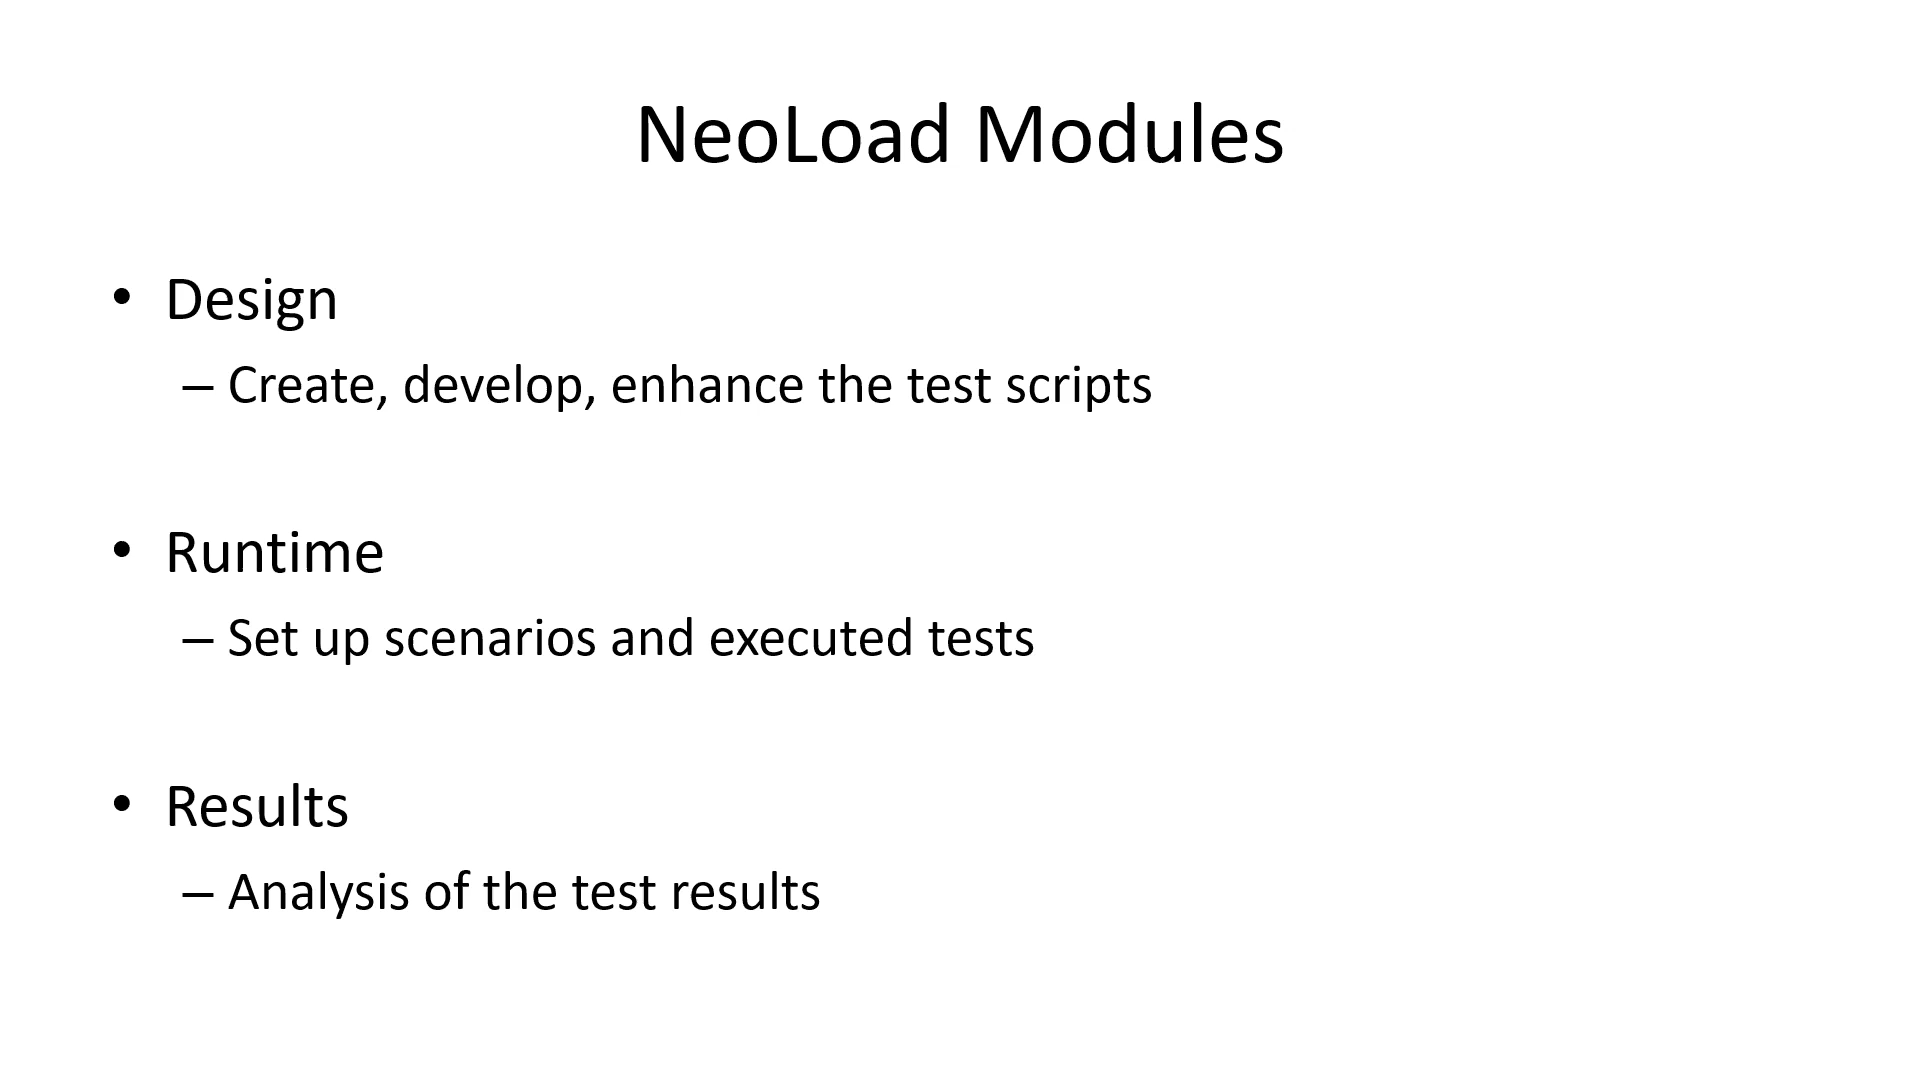 NeoLoad Modules
• Design
– Create, develop, enhance the test scripts
• Runtime
– Set up scenarios and executed tests
• Results
– Analysis of the test results